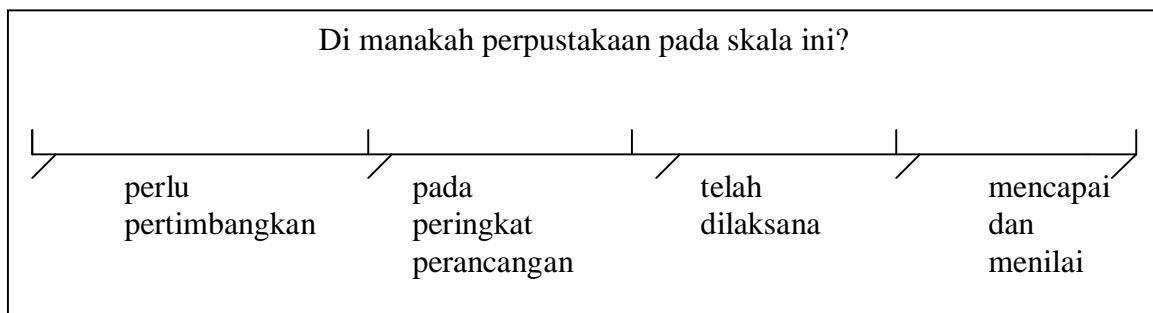 Di manakah perpustakaan pada skala ini?
perlu
pertimbangkan
pada
peringkat
perancangan
telah
dilaksana
mencapai
dan
menilai